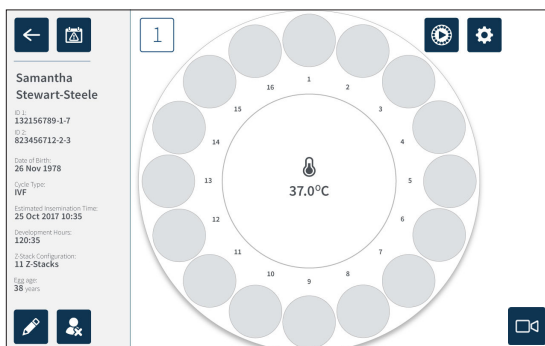 Samantha
Stewart-Steele
ID 1:
132156789-1-7
ID 2:
823456712-2-3
Date of Birth:
26 Nov 1978
Cycle Type:
IVF
Estimated Insemination Time:
25 Oct 2017 10:35
Development Hours:
120:35
Z-Stack Configuration:
11 Z-Stacks
Egg age:
38 years
1
1
2
3
4
5
6
7
8
9
10
11
12
13
14
15
16
37.0°C